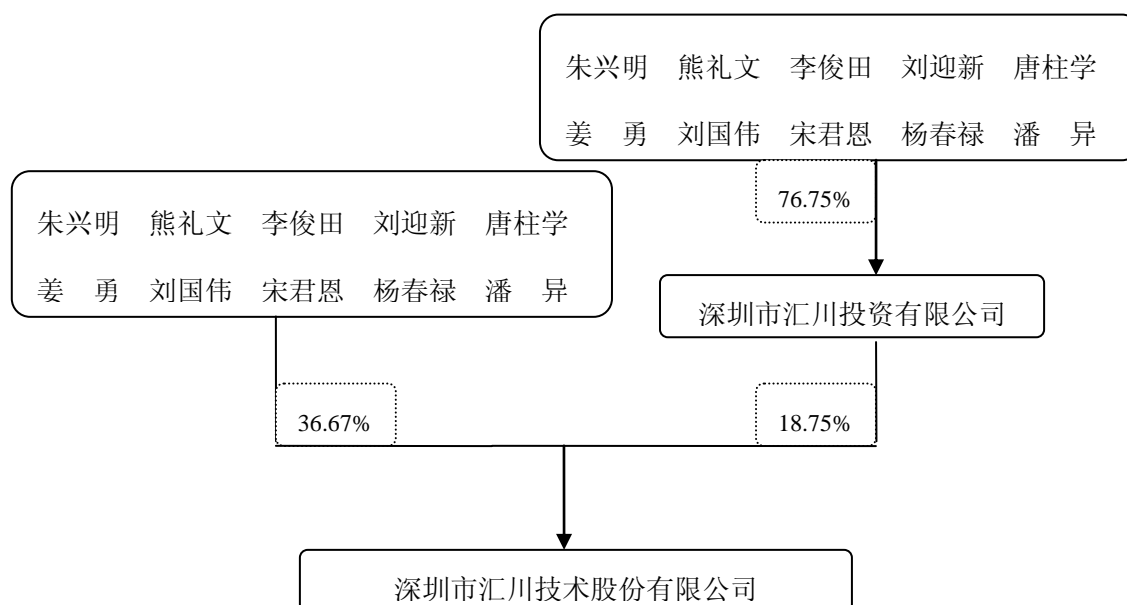 朱兴明 熊礼文 李俊田 刘迎新 唐柱学
姜 勇 刘国伟 宋君恩 杨春禄 潘 异
76.75%
朱兴明 熊礼文 李俊田 刘迎新 唐柱学
姜 勇 刘国伟 宋君恩 杨春禄 潘 异
深圳市汇川投资有限公司
36.67%
18.75%
深圳市汇川技术股份有限公司